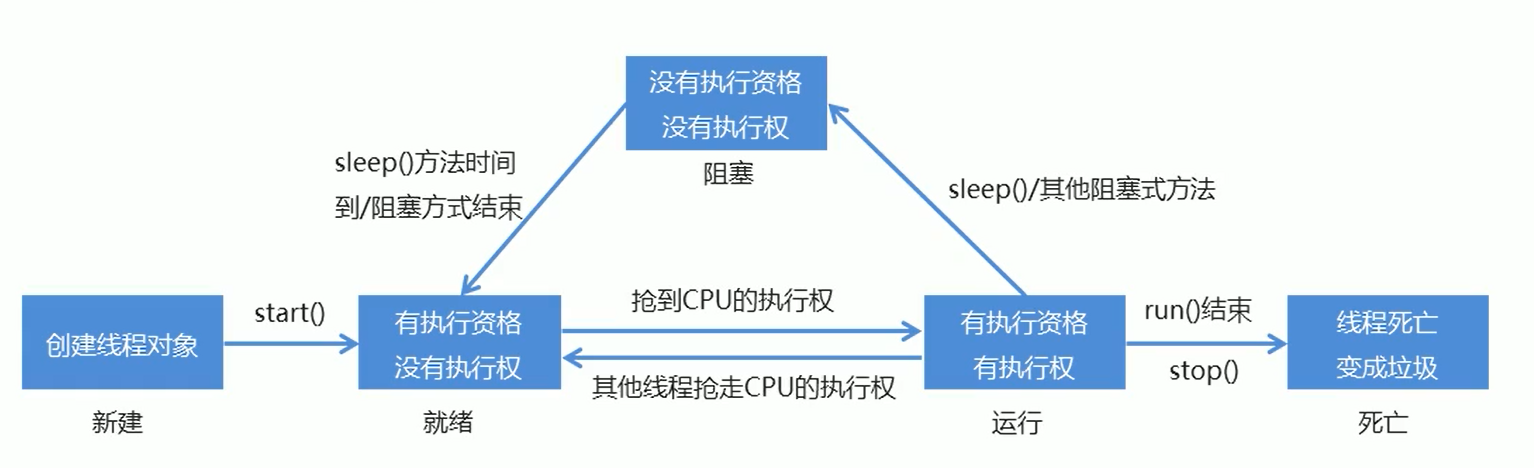 没有执行资格
没有执行权
阻塞
sleep()方法时间
到/阻塞方式结束
sleep()/其他阻塞式方法
创建线程对象
新建
start()
有执行资格
没有执行权
就绪
抢到CPU的执行权
其他线程抢走CPU的执行权
有执行资格
有执行权
运行
run()结束
stop()
线程死亡
变成垃圾
死亡